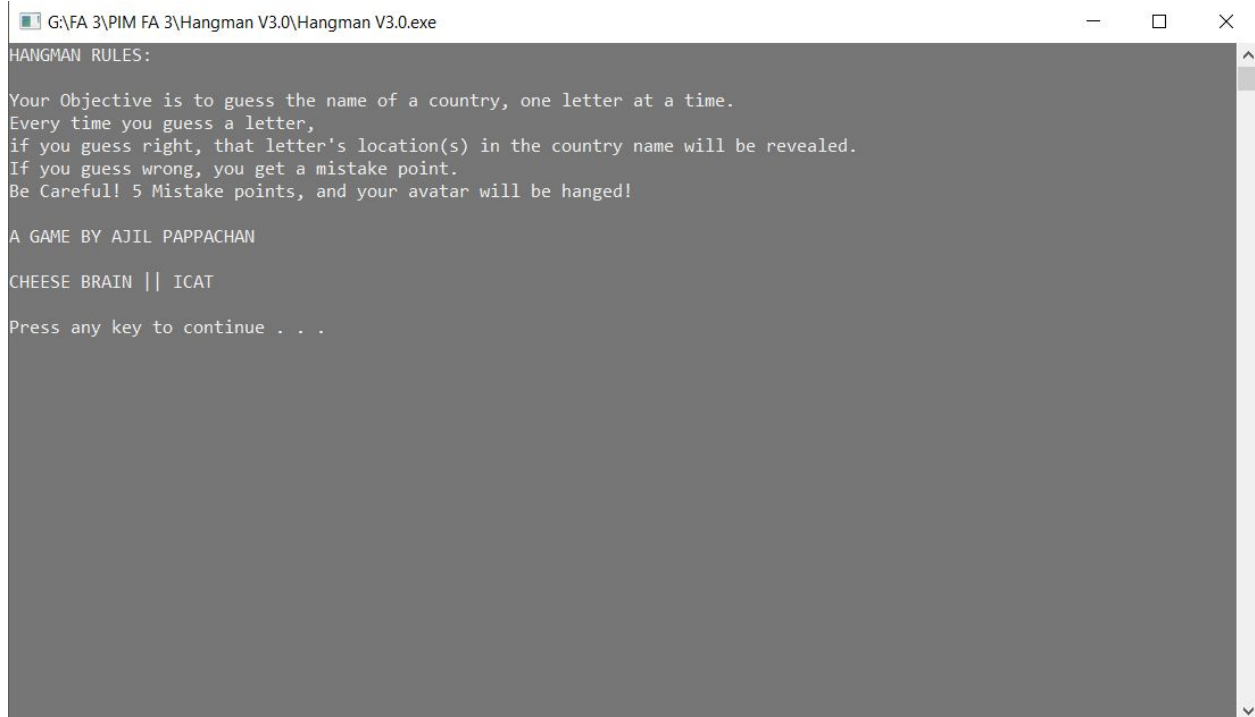 G:\FA 3\PIM FA 3\Hangman V3.0\Hangman V3.0.exe
HANGMAN RULES:
Your Objective is to guess the name of a country, one letter at a time.
Every time you guess a letter,
if you guess right, that letter's location(s) in the country name will be revealed.
If you guess wrong, you get a mistake point.
Be Careful! 5 Mistake points, and your avatar will be hanged!
A GAME BY AJIL PAPPACHAN
CHEESE BRAIN || ICAT
Press any key to continue . . .